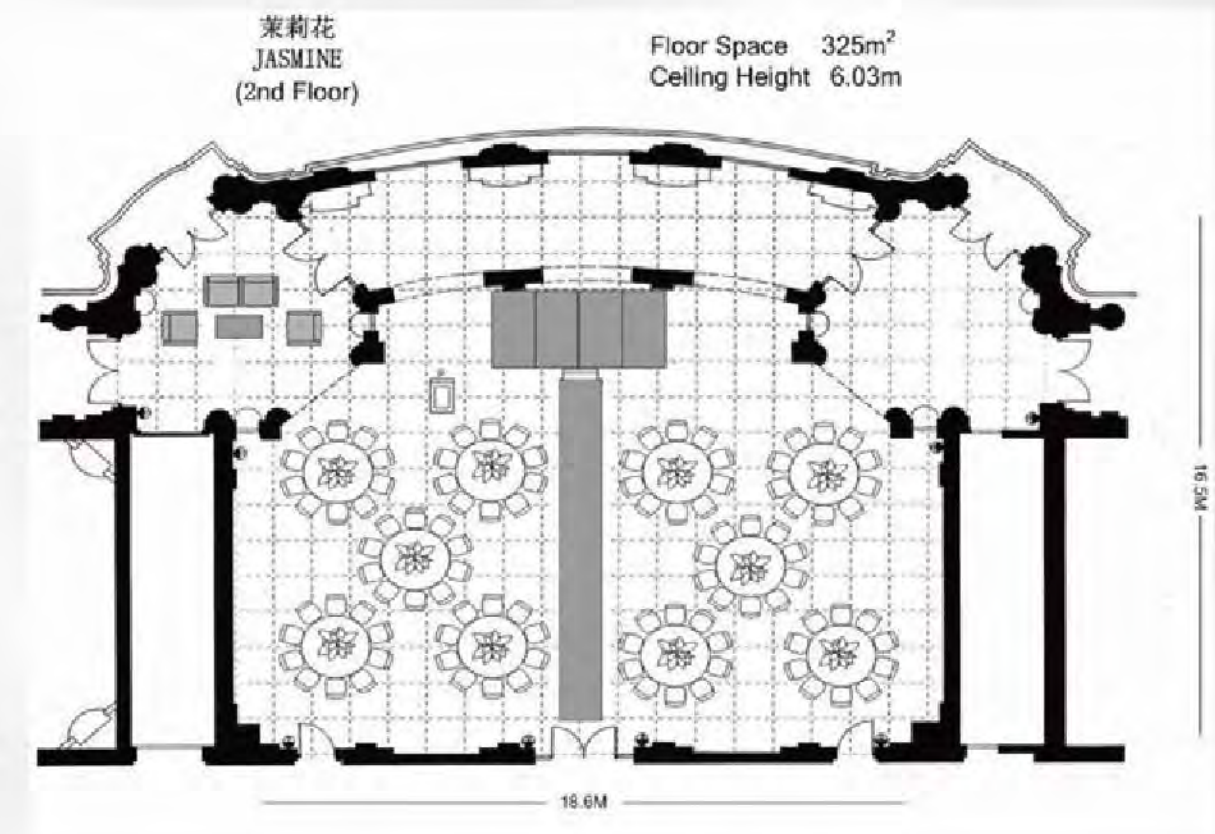 茉莉花
JASMINE
(2nd Floor)
Floor Space 325m²
Ceiling Height 6.03m
16.5M
18.6M